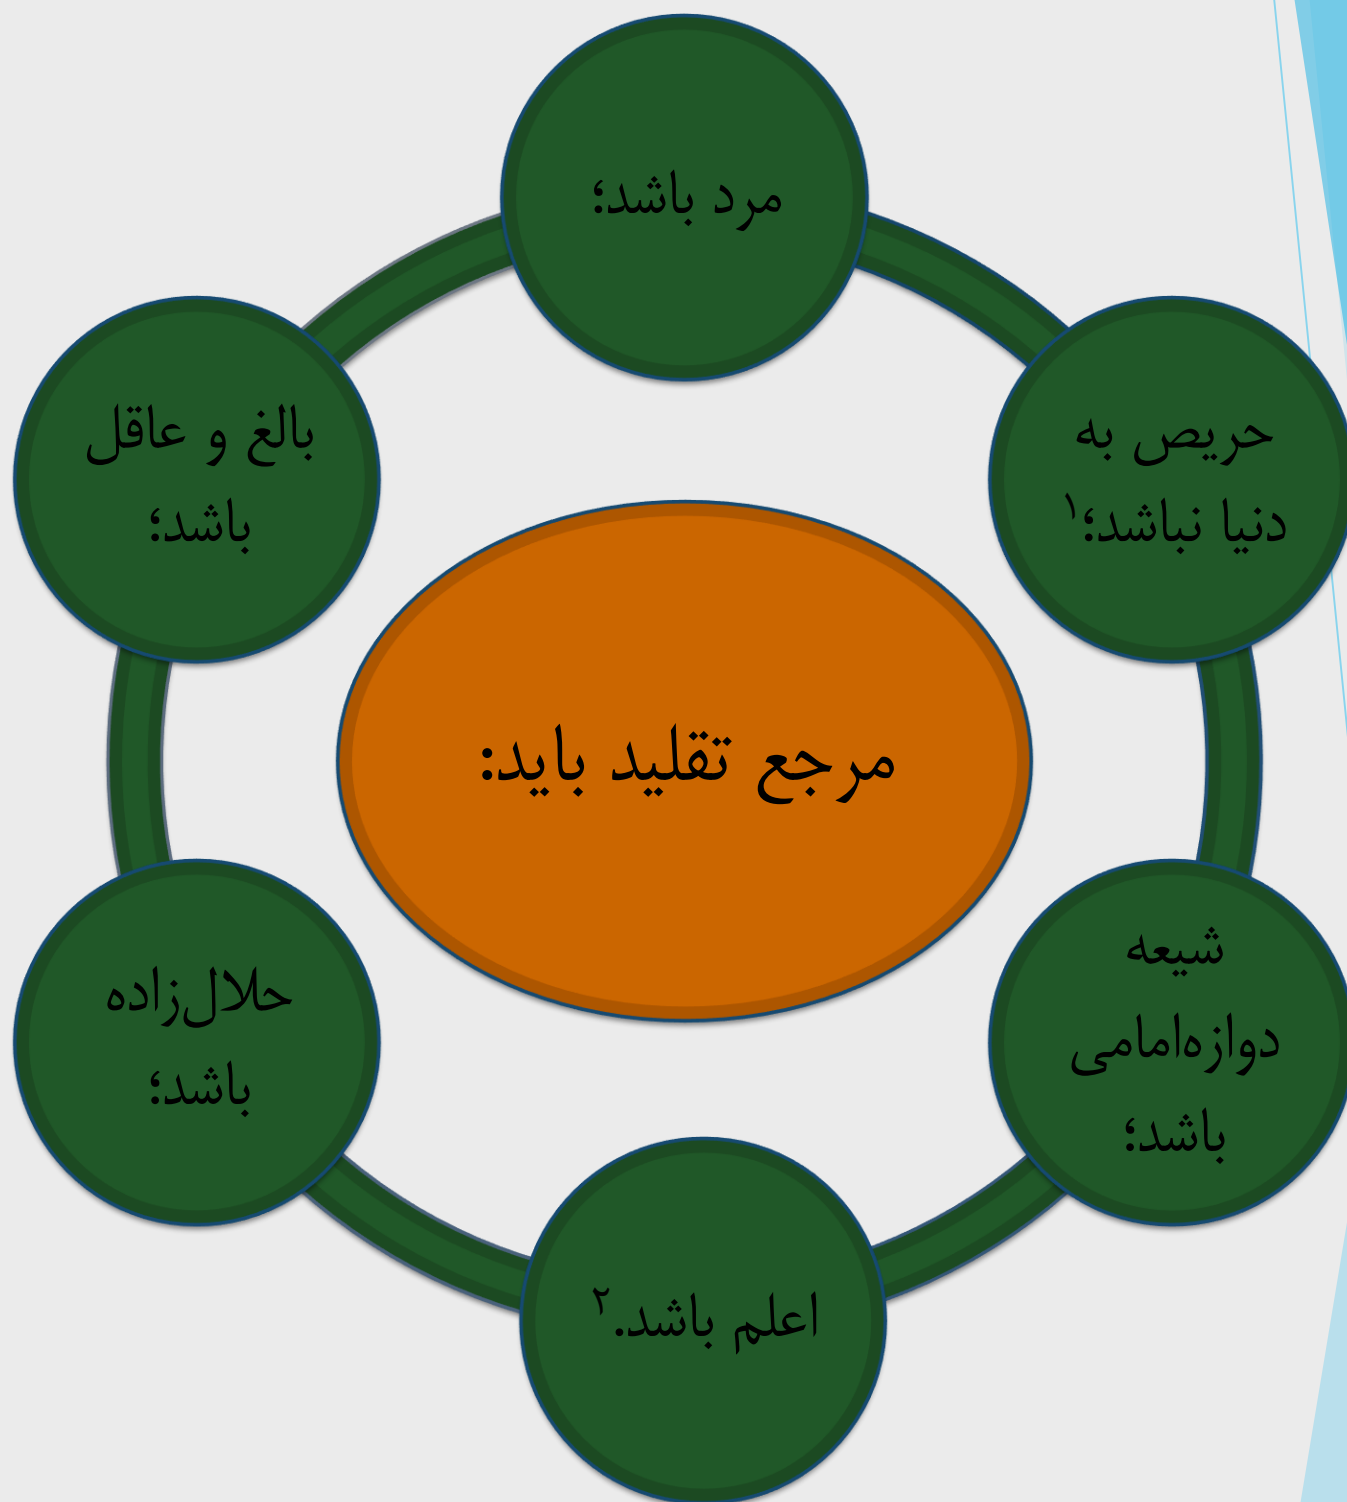 مرد باشد؛
حریص به
دنیا نباشد؛۱
بالغ و عاقل
باشد؛
مرجع تقلید باید:
شیعه
دوازه‌امامی
باشد؛
حلال‌زاده
باشد؛
اعلم باشد.۲